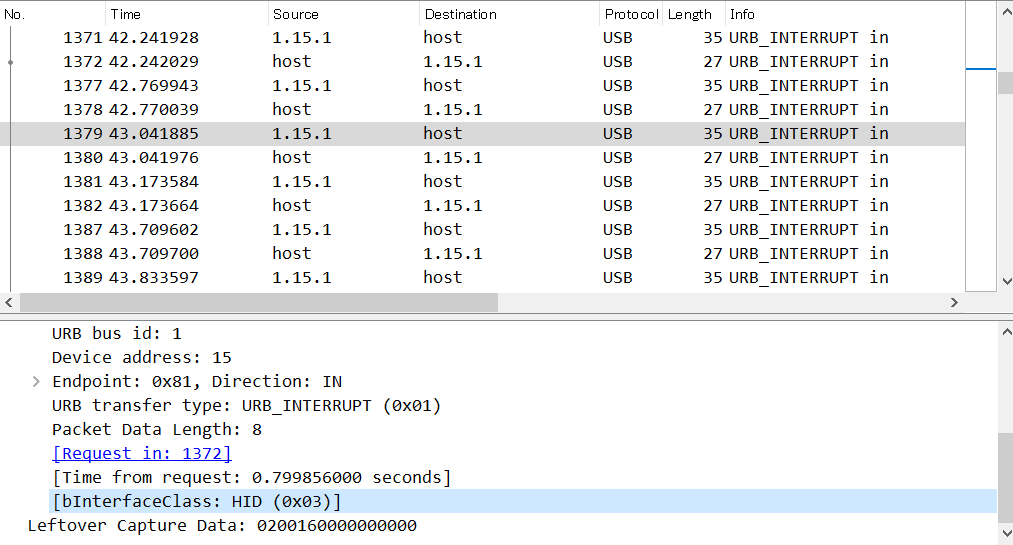 No. Time Source Destination Protocol Length Info
1371 42.241928 1.15.1 host USB 35 URB_INTERRUPT in
1372 42.242029 host 1.15.1 USB 27 URB_INTERRUPT in
1377 42.769943 1.15.1 host USB 35 URB_INTERRUPT in
1378 42.770039 host 1.15.1 USB 27 URB_INTERRUPT in
1379 43.041885 1.15.1 host USB 35 URB_INTERRUPT in
1380 43.041976 host 1.15.1 USB 27 URB_INTERRUPT in
1381 43.173584 1.15.1 host USB 35 URB_INTERRUPT in
1382 43.173664 host 1.15.1 USB 27 URB_INTERRUPT in
1387 43.709602 1.15.1 host USB 35 URB_INTERRUPT in
1388 43.709700 host 1.15.1 USB 27 URB_INTERRUPT in
1389 43.833597 1.15.1 host USB 35 URB_INTERRUPT in
URB bus id: 1
Device address: 15
Endpoint: 0x81, Direction: IN
URB transfer type: URB_INTERRUPT (0x01)
Packet Data Length: 8
[Request in: 1372]
[Time from request: 0.799856000 seconds]
[bInterfaceClass: HID (0x03)]
Leftover Capture Data: 0200160000000000